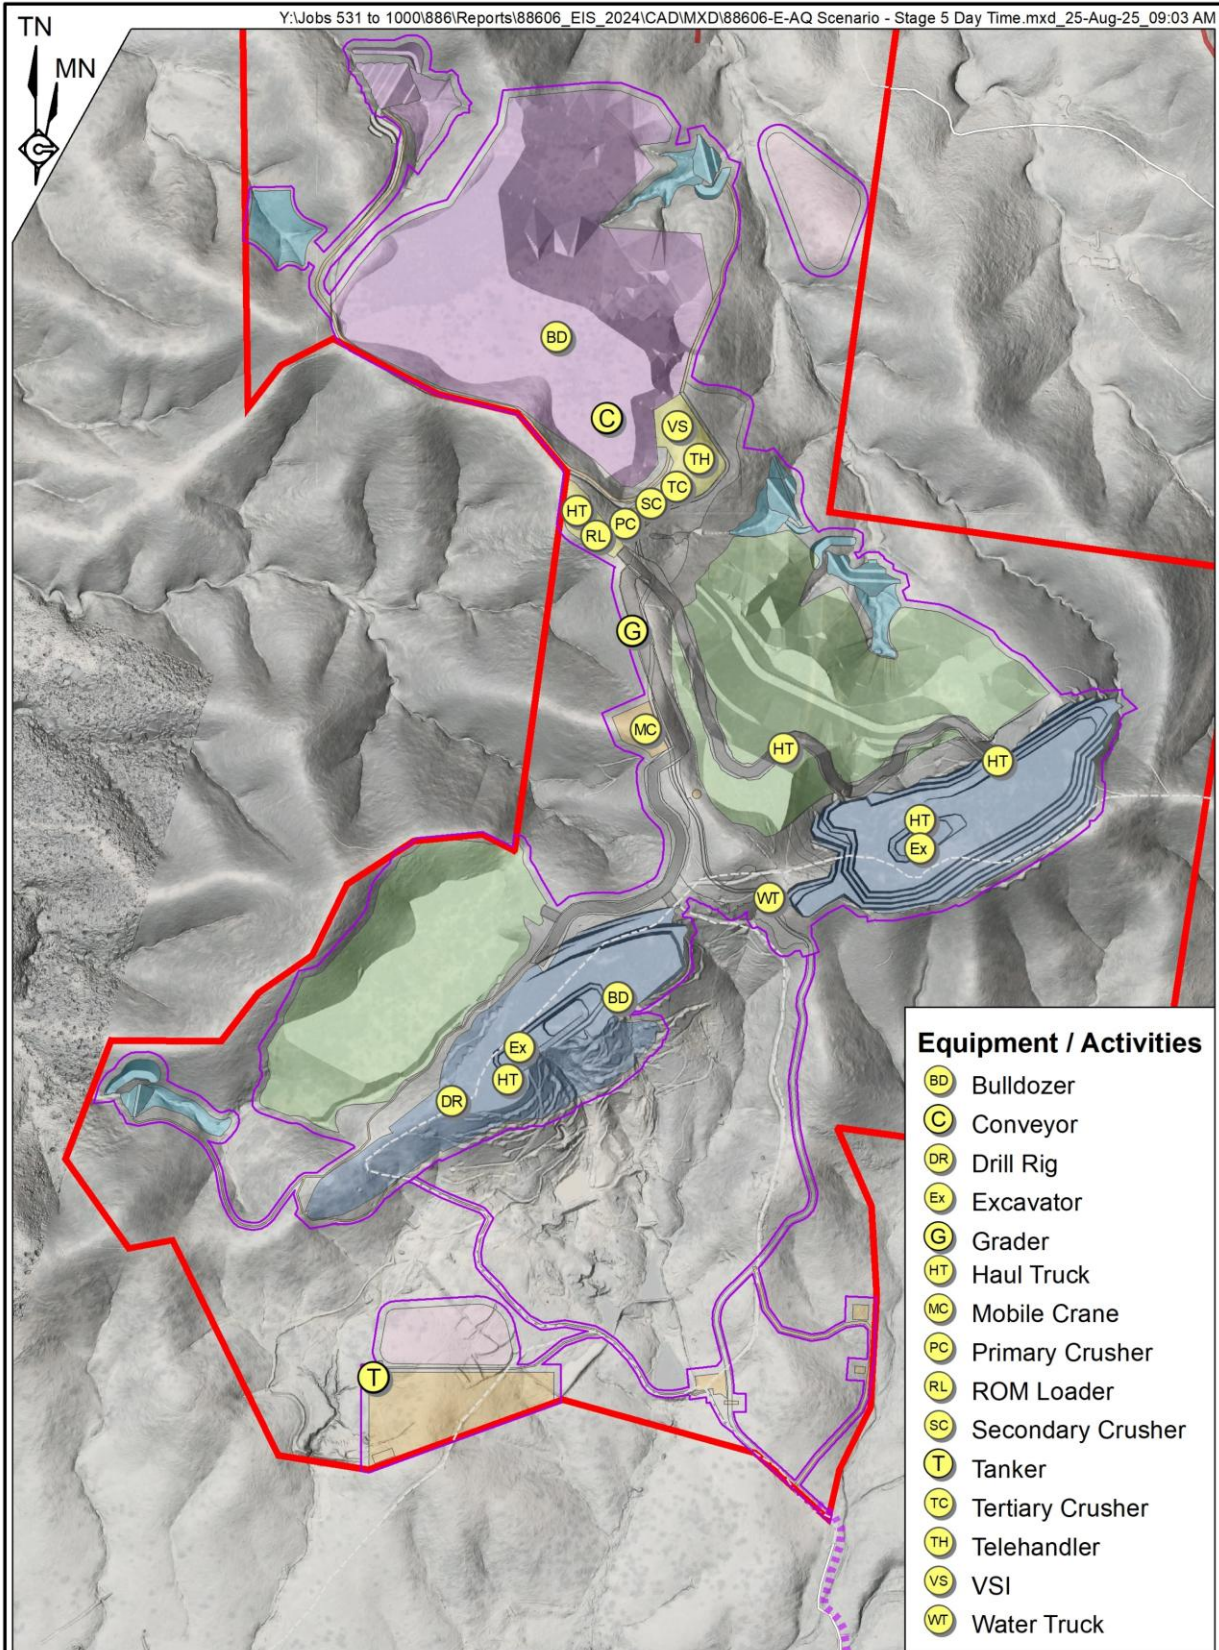 Y:\Jobs 531 to 1000\886\Reports\88606_EIS_2024\CAD\MXD\88606-E-AQ Scenario - Stage 5 Day Time.mxd_25-Aug-25_09:03 AM
TN
MN
BD
C
VS
TH
TC
SC
HT
PC
RL
G
MC
HT
HT
HT
Ex
WT
BD
Ex
HT
DR
T
Equipment / Activities
BD Bulldozer
C Conveyor
DR Drill Rig
Ex Excavator
G Grader
HT Haul Truck
MC Mobile Crane
PC Primary Crusher
RL ROM Loader
SC Secondary Crusher
T Tanker
TC Tertiary Crusher
TH Telehandler
VS VSI
WT Water Truck